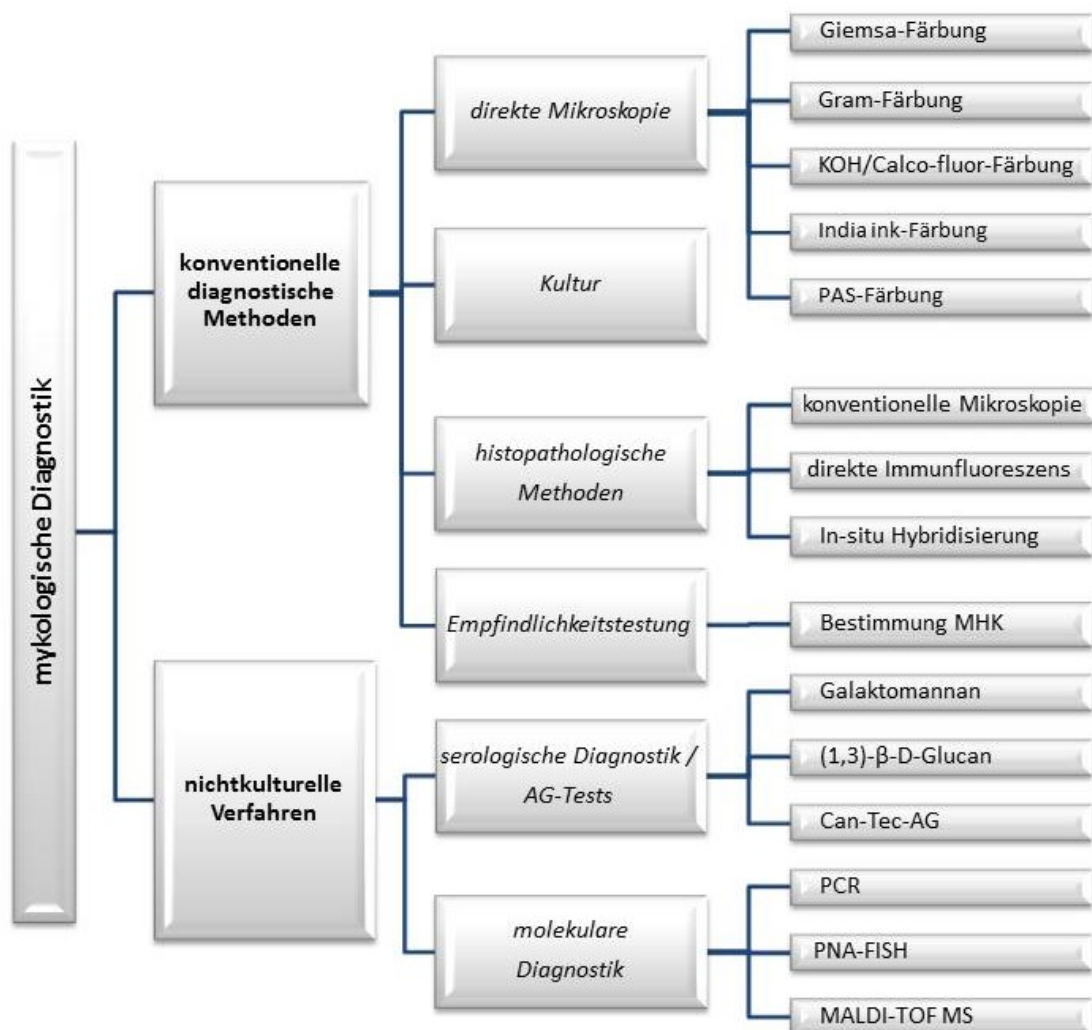 mykologische Diagnostik
konventionelle
diagnostische
Methoden
direkte Mikroskopie
Giemsa-Färbung
Gram-Färbung
KOH/Calco-fluor-Färbung
India ink-Färbung
PAS-Färbung
Kultur
histopathologische
Methoden
konventionelle Mikroskopie
direkte Immunfluoreszens
In-situ Hybridisierung
Empfindlichkeitstestung
Bestimmung MHK
nichtkulturelle
Verfahren
serologische Diagnostik /
AG-Tests
Galaktomannan
(1,3)-β-D-Glucan
Can-Tec-AG
molekulare
Diagnostik
PCR
PNA-FISH
MALDI-TOF MS